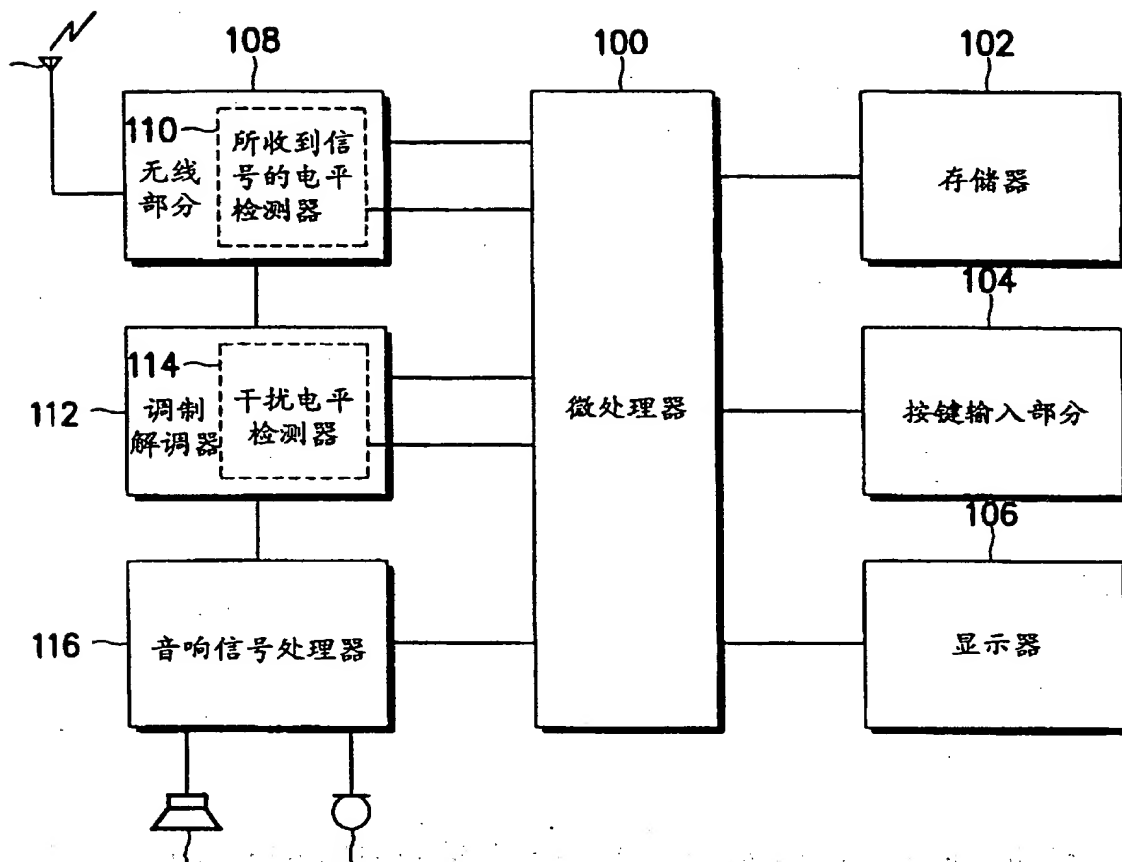 108
100
102
110
所收到信
号的电平
检测器
无线
部分
存储器
104
114
干扰电平
检测器
112
调制
解调器
微处理器
按键输入部分
106
116
音响信号处理器
显示器